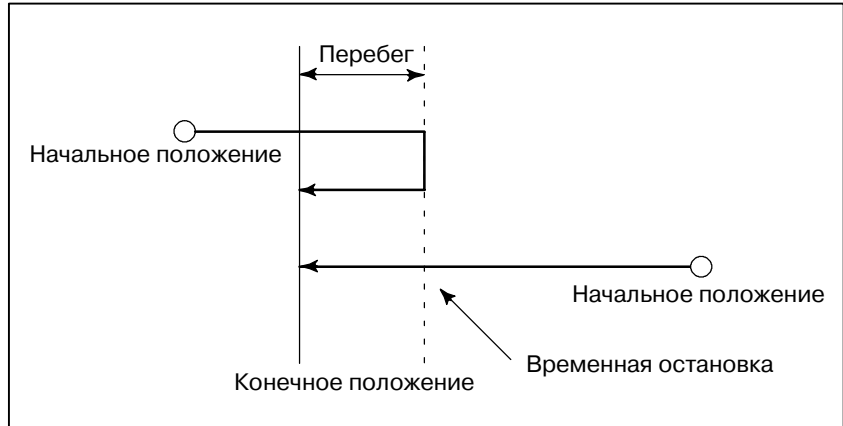 Перебег
Начальное положение
Начальное положение
Временная остановка
Конечное положение